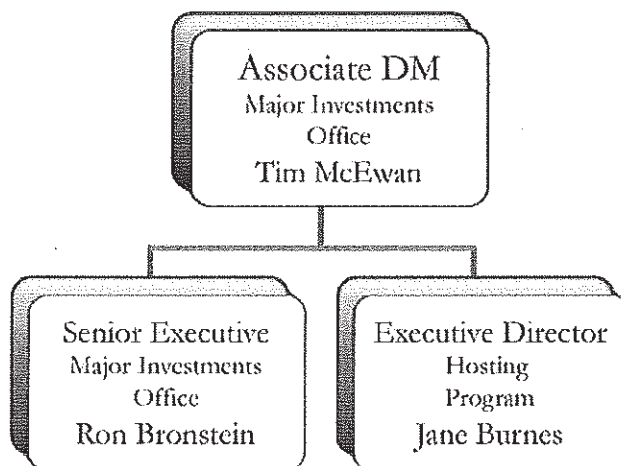 Associate DM
Major Investments
Office
Tim McEwan
Senior Executive
Major Investments
Office
Ron Bronstein
Executive Director
Hosting
Program
Jane Burnes